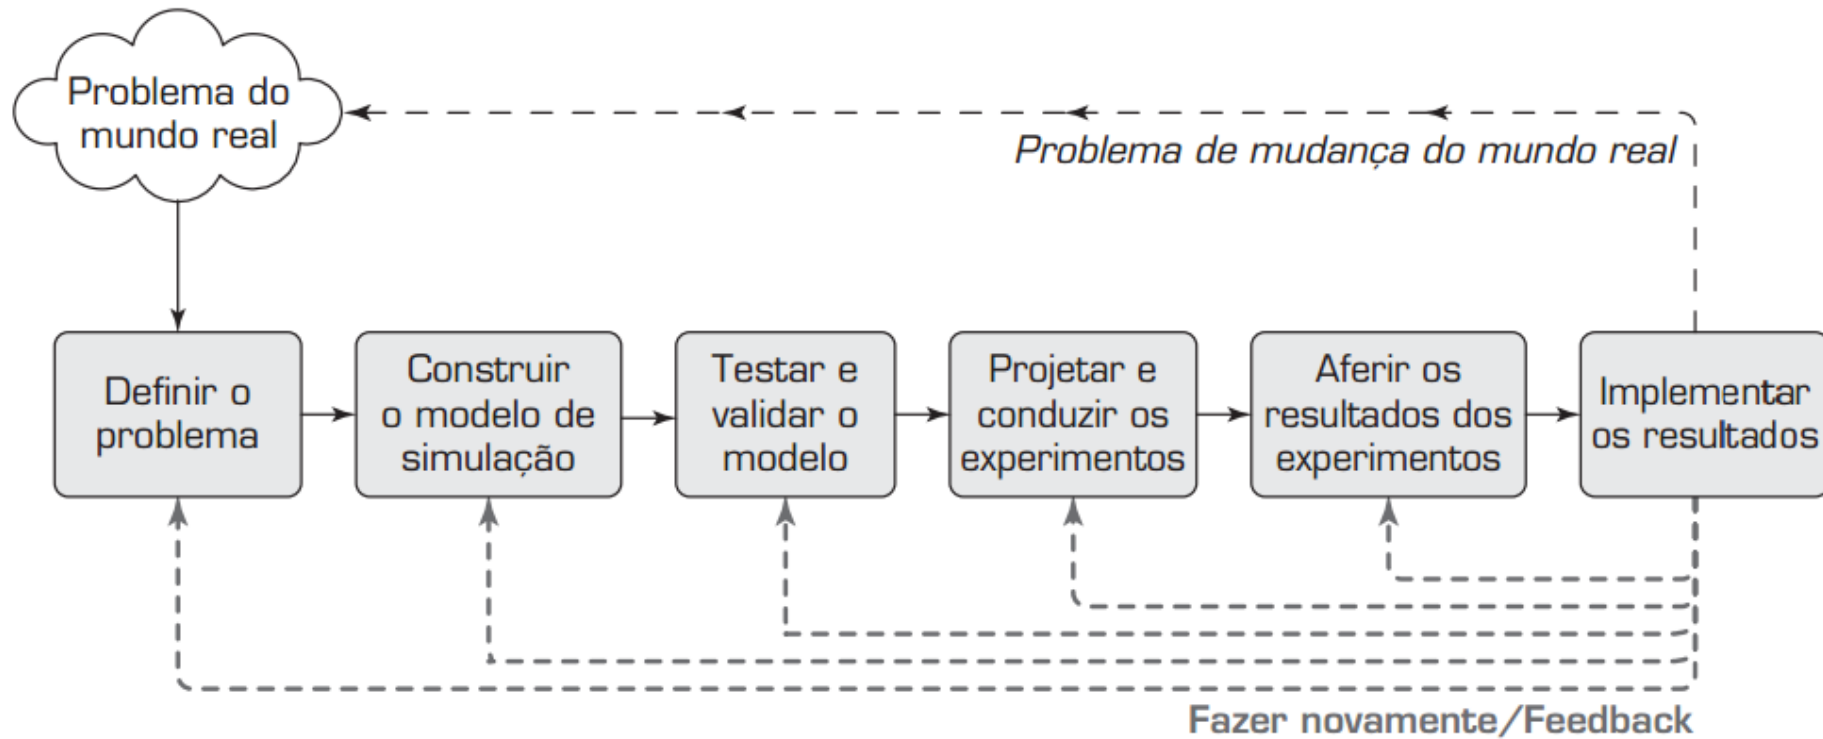 Problema do
mundo real
Problema de mudança do mundo real
Definir o
problema
Construir
o modelo de
simulação
Testar e
validar o
modelo
Projetar e
conduzir os
experimentos
Aferir os
resultados dos
experimentos
Implementar
os resultados
Fazer novamente/Feedback